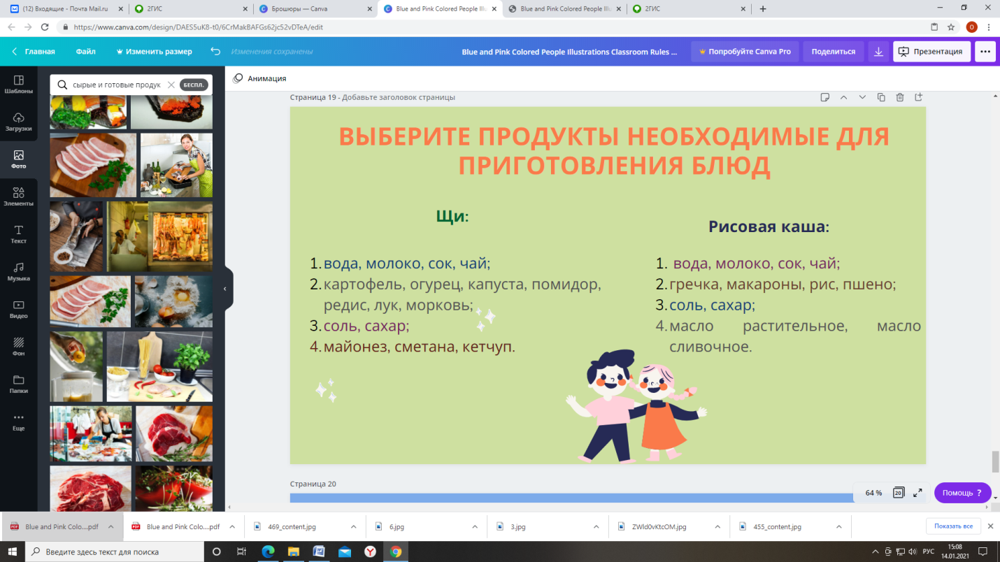 (12) Входящие - Почта Mail.ru
2ГИС
Брошюры — Canva
Blue and Pink Colored People Illu
Blue and Pink Colored People Illu
2ГИС
https://www.canva.com/design/DAES5uK8-t0/6CrMakBAFGs62jc52vDTeA/edit
О
Главная
Файл
Изменить размер
Изменения сохранены
Blue and Pink Colored People Illustrations Classroom Rules ...
Попробуйте Canva Pro
Поделиться
Презентация
Шаблоны
Загрузки
Фото
Элементы
Текст
Музыка
Видео
Фон
Папки
Еще
сырые и готовые продук
БЕСПЛ.
Анимация
Страница 19 - Добавьте заголовок страницы
ВЫБЕРИТЕ ПРОДУКТЫ НЕОБХОДИМЫЕ ДЛЯ
ПРИГОТОВЛЕНИЯ БЛЮД
Щи:
1. вода, молоко, сок, чай;
2. картофель, огурец, капуста, помидор,
редис, лук, морковь;
3. соль, сахар;
4. майонез, сметана, кетчуп.
Рисовая каша:
1. вода, молоко, сок, чай;
2. гречка, макароны, рис, пшено;
3. соль, сахар;
4. масло растительное, масло
сливочное.
Страница 20
64 %
20
Помощь ?
Blue and Pink Colo....pdf
Blue and Pink Colo....pdf
469_content.jpg
6.jpg
3.jpg
ZWld0vKtcOM.jpg
455_content.jpg
Показать все
Введите здесь текст для поиска
РУС
15:08
14.01.2021